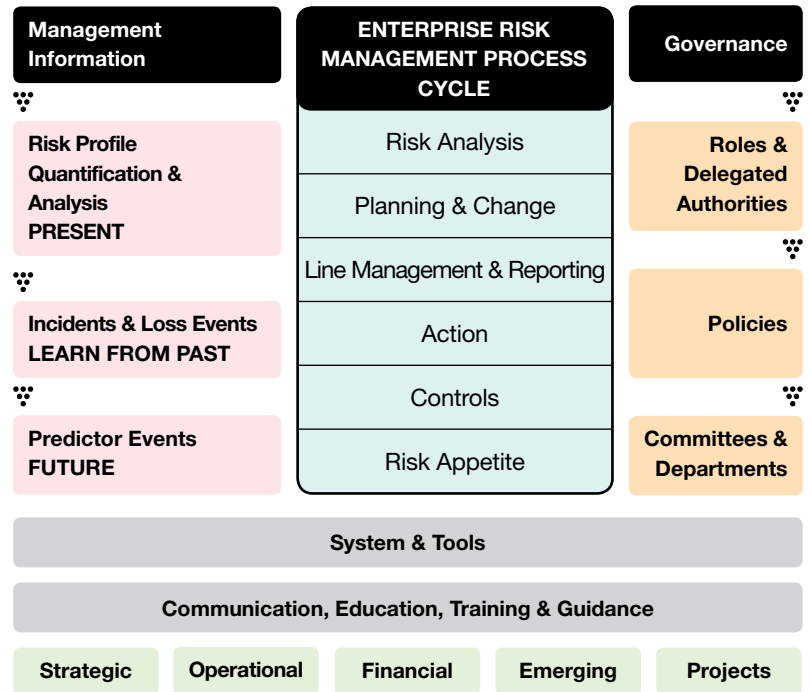 Management
Information
Risk Profile
Quantification &
Analysis
PRESENT
Incidents & Loss Events
LEARN FROM PAST
Predictor Events
FUTURE
ENTERPRISE RISK
MANAGEMENT PROCESS
CYCLE
Risk Analysis
Planning & Change
Line Management & Reporting
Action
Controls
Risk Appetite
Governance
Roles &
Delegated
Authorities
Policies
Committees &
Departments
System & Tools
Communication, Education, Training & Guidance
Strategic
Operational
Financial
Emerging
Projects